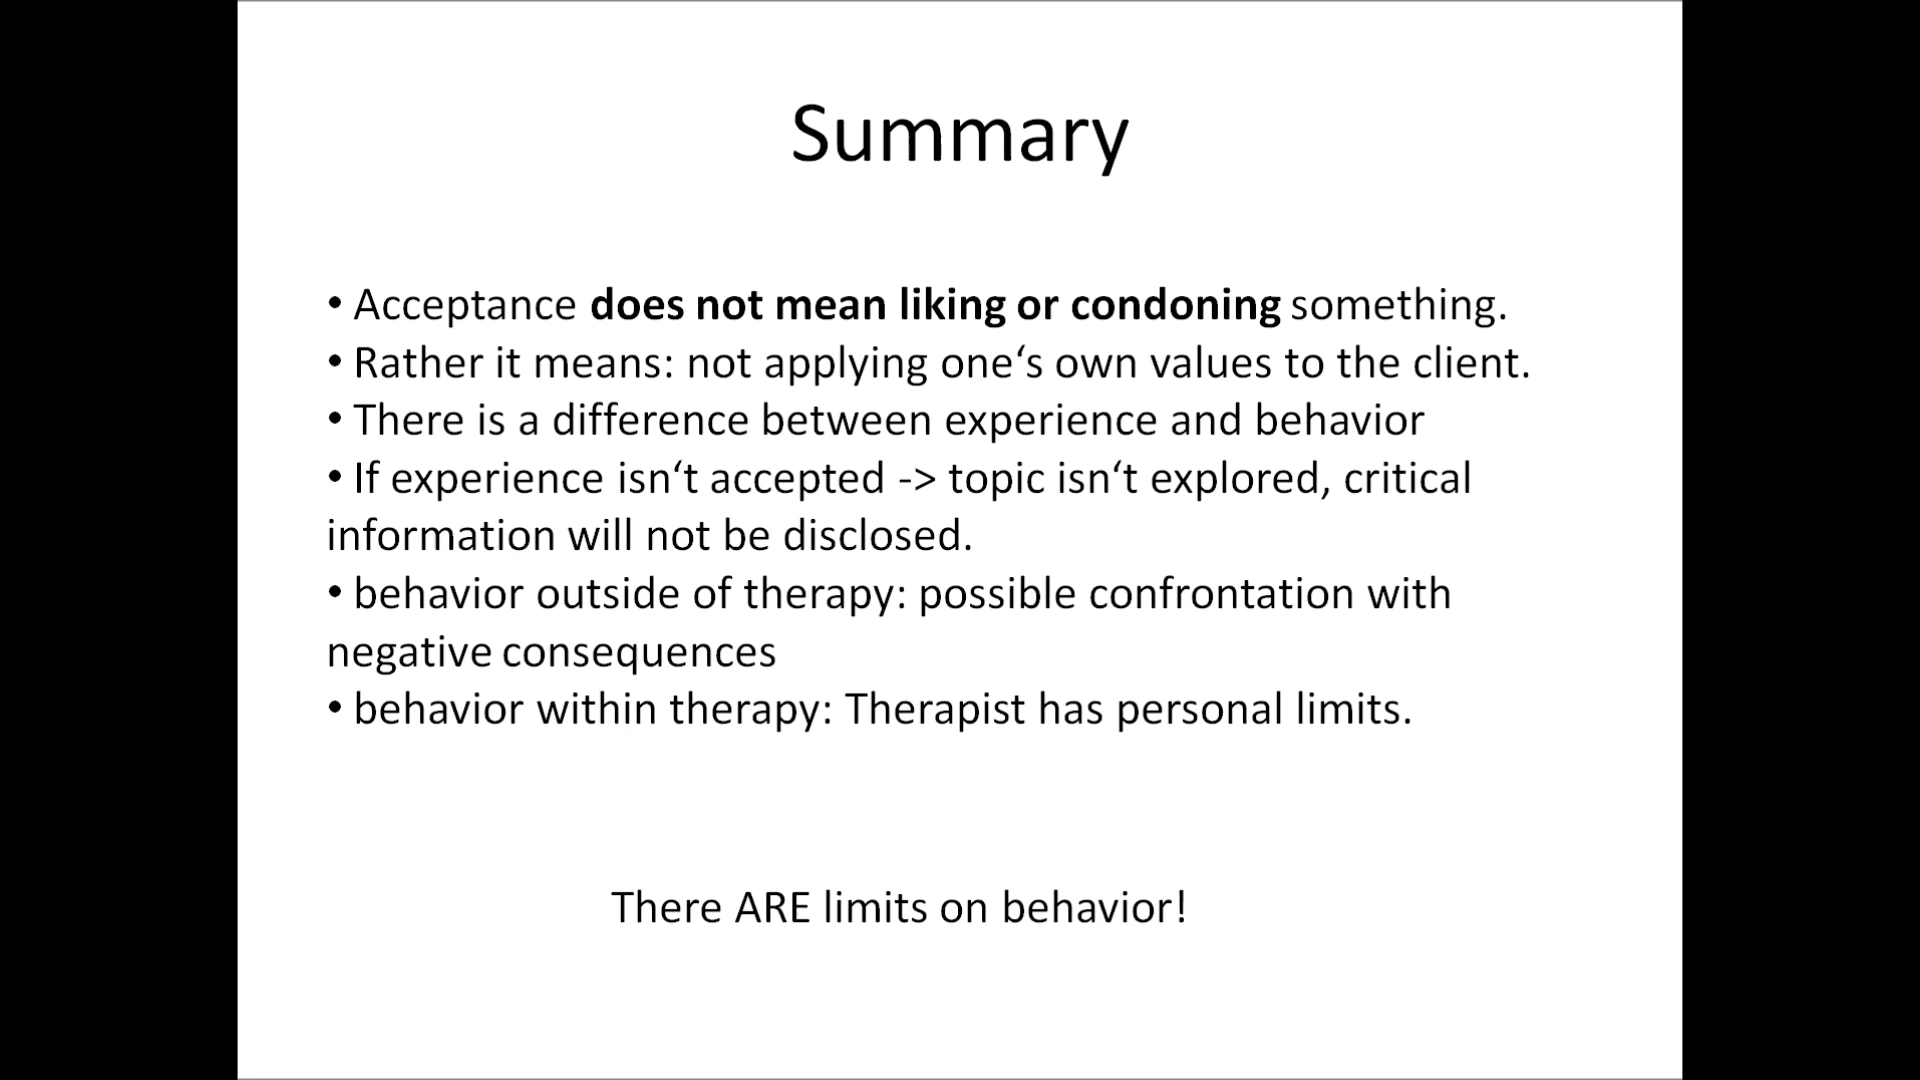 Summary
• Acceptance does not mean liking or condoning something.
• Rather it means: not applying one‘s own values to the client.
• There is a difference between experience and behavior
• If experience isn‘t accepted -> topic isn‘t explored, critical
information will not be disclosed.
• behavior outside of therapy: possible confrontation with
negative consequences
• behavior within therapy: Therapist has personal limits.
There ARE limits on behavior!